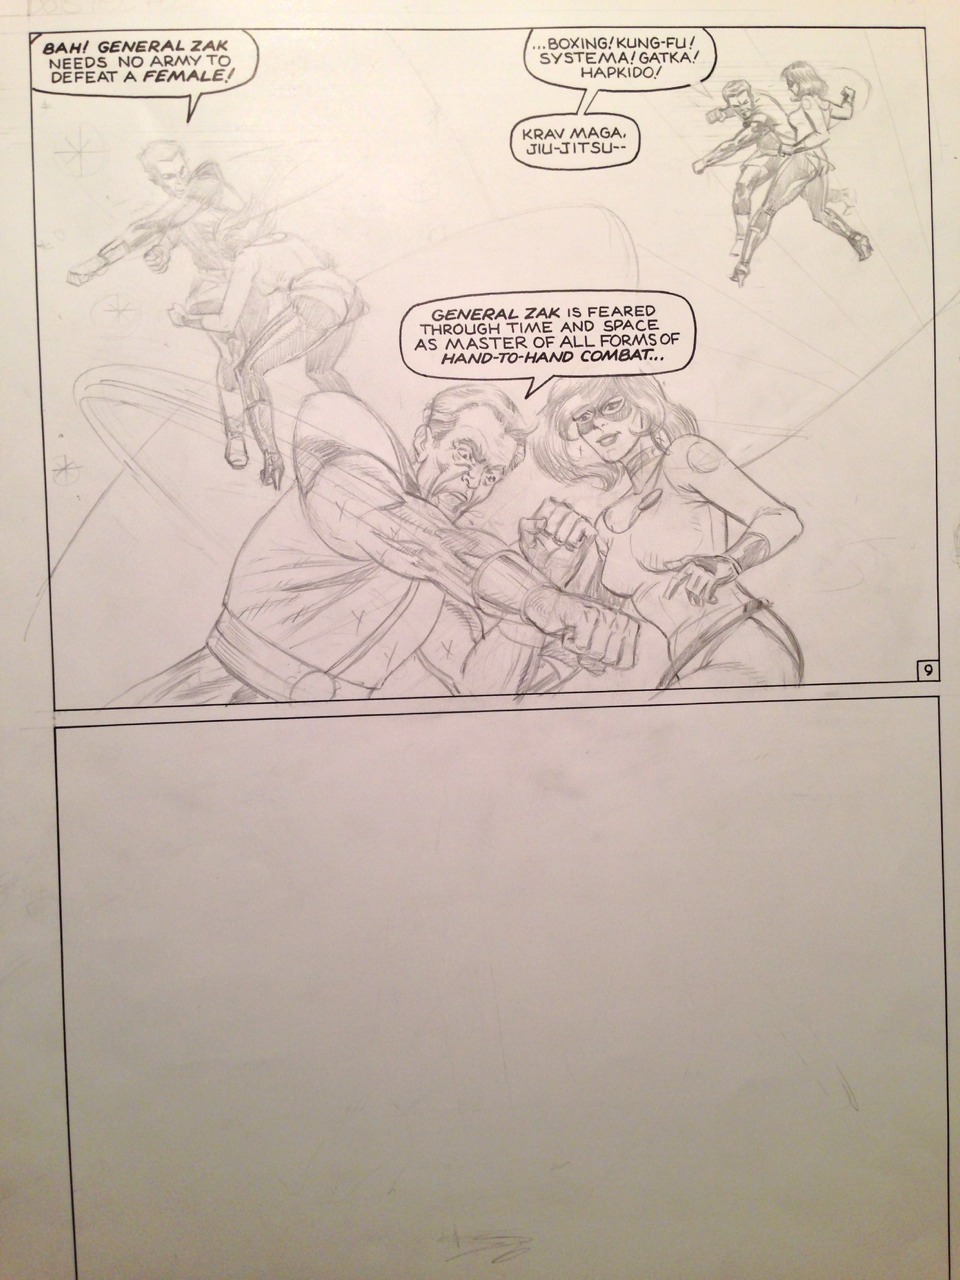 BAH! GENERAL ZAK
NEEDS NO ARMY TO
DEFEAT A FEMALE!
GENERAL ZAK IS FEARED
THROUGH TIME AND SPACE
AS MASTER OF ALL FORMS OF
HAND-TO-HAND COMBAT...
...BOXING! KUNG-FU!
SYSTEMA! GATKA!
HAPKIDO!
KRAV MAGA,
JIU-JITSU--
9